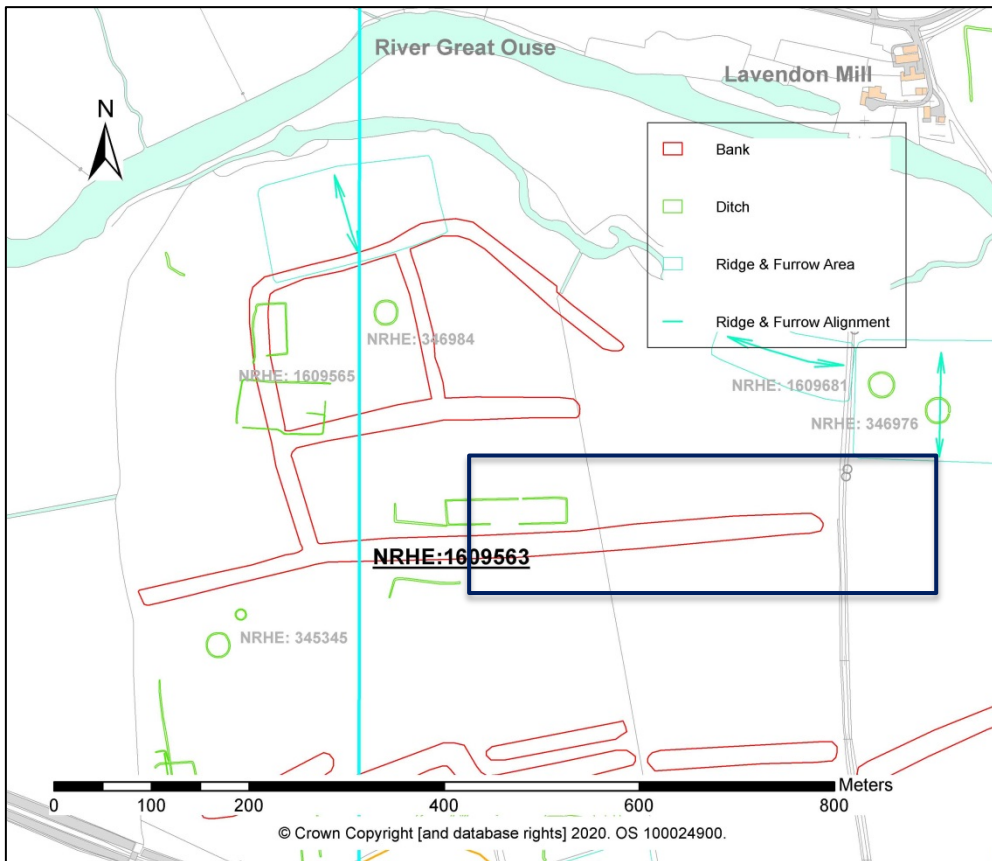 River Great Ouse
Lavendon Mill
N
Bank
Ditch
Ridge & Furrow Area
Ridge & Furrow Alignment
NRHE: 346984
NRHE: 1609565
NRHE: 1609681
NRHE: 346976
NRHE:1609563
NRHE: 345345
Meters
0 100 200 400 600 800
© Crown Copyright [and database rights] 2020. OS 100024900.